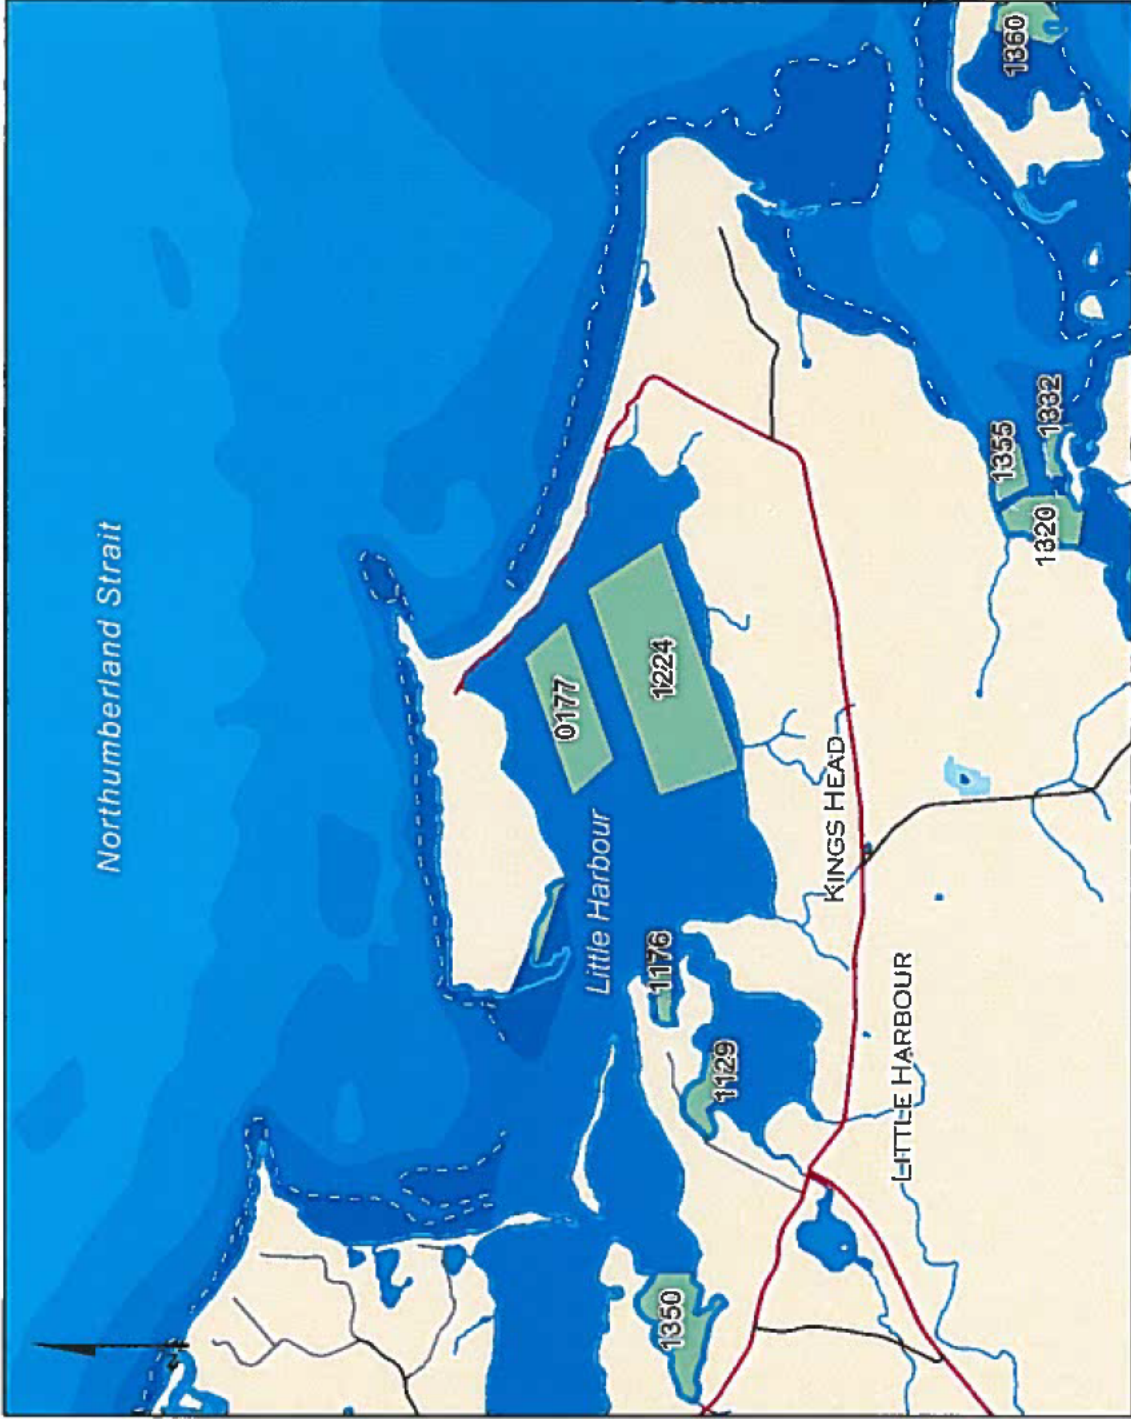 Northumberland Strait
1360
1332
1355
1320
0177
1224
Little Harbour
KINGS HEAD
1176
1129
LITTLE HARBOUR
1350
N